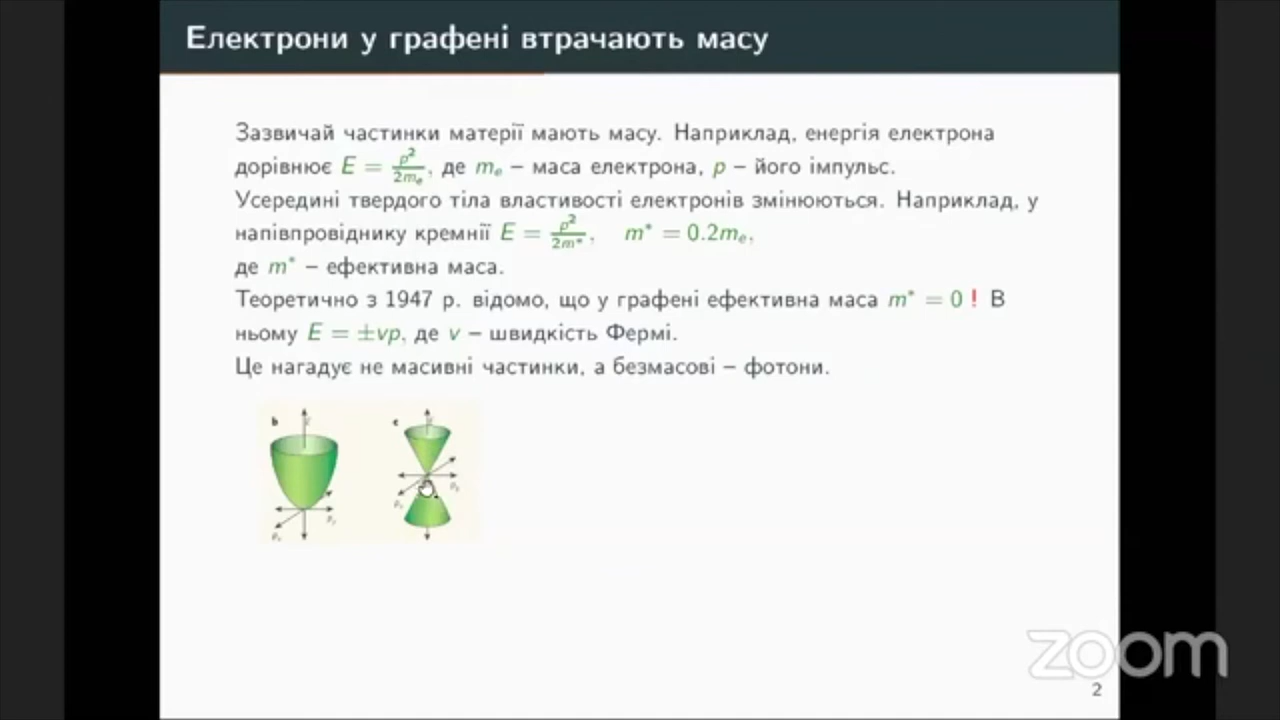 Електрони у графені втрачають масу
Зазвичай частинки матерії мають масу. Наприклад, енергія електрона
дорівнює E = p²/2mₑ, де mₑ – маса електрона, p – його імпульс.
Усередині твердого тіла властивості електронів змінюються. Наприклад, у
напівпровіднику кремнії E = p²/2m*, m* = 0.2mₑ,
де m* – ефективна маса.
Теоретично з 1947 р. відомо, що у графені ефективна маса m* = 0 ! В
ньому E = ±vp, де v – швидкість Фермі.
Це нагадує не масивні частинки, а безмасові – фотони.
b
c
zoom
2